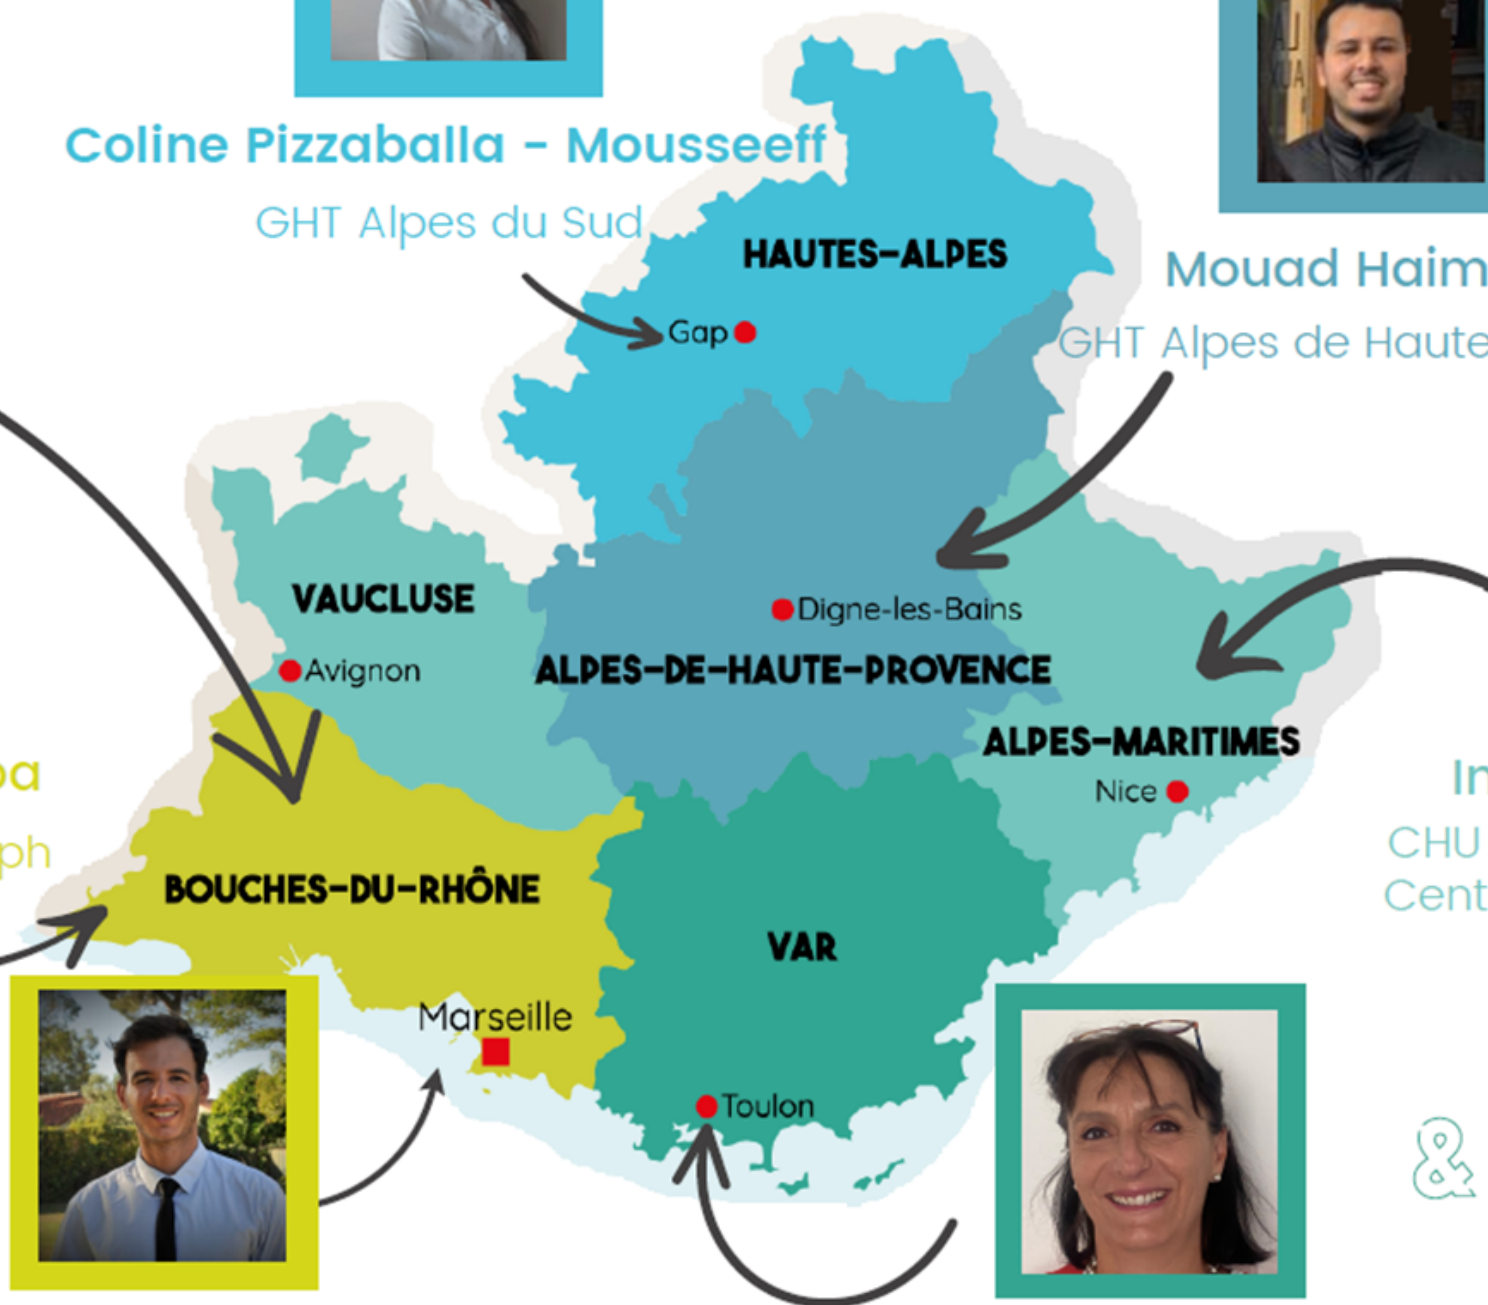 Coline Pizzaballa - Mousseeff
GHT Alpes du Sud
HAUTES-ALPES
Mouad Haim
GHT Alpes de Haute
Gap
VAUCLUSE
Digne-les-Bains
Avignon
ALPES-DE-HAUTE-PROVENCE
ALPES-MARITIMES
Nice
CHU
Cent
BOUCHES-DU-RHÔNE
VAR
Marseille
Toulon
&